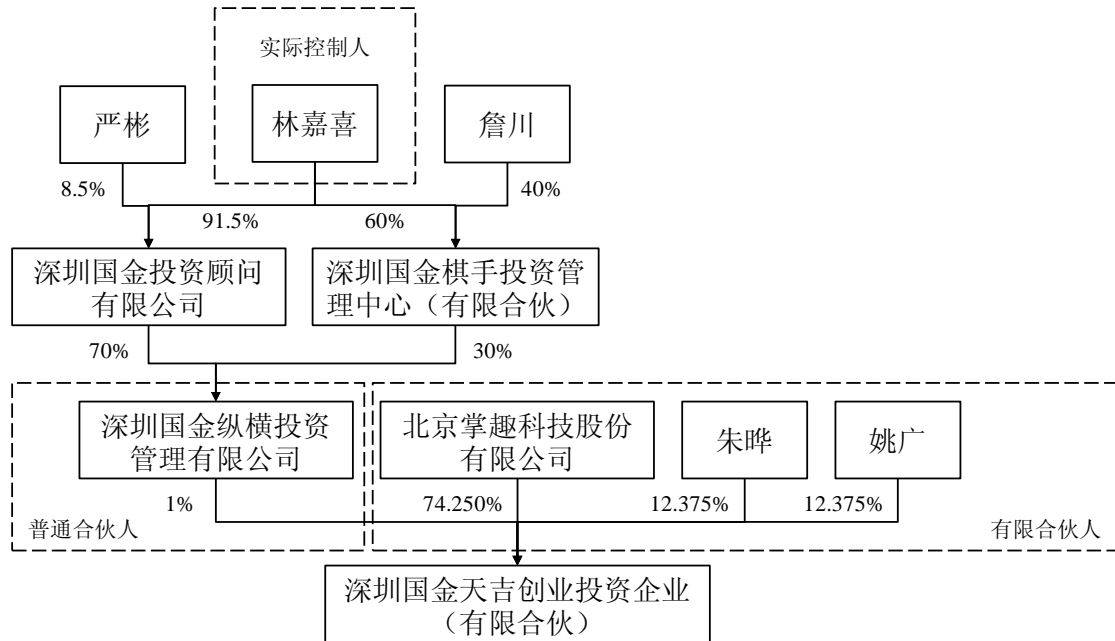 实际控制人
严彬
林嘉喜
詹川
8.5%
91.5%
60%
40%
深圳国金投资顾问
有限公司
深圳国金棋手投资管
理中心（有限合伙）
70%
30%
深圳国金纵横投资
管理有限公司
北京掌趣科技股份
有限公司
朱晔
姚广
1%
74.250%
12.375%
12.375%
普通合伙人
有限合伙人
深圳国金天吉创业投资企业
（有限合伙）